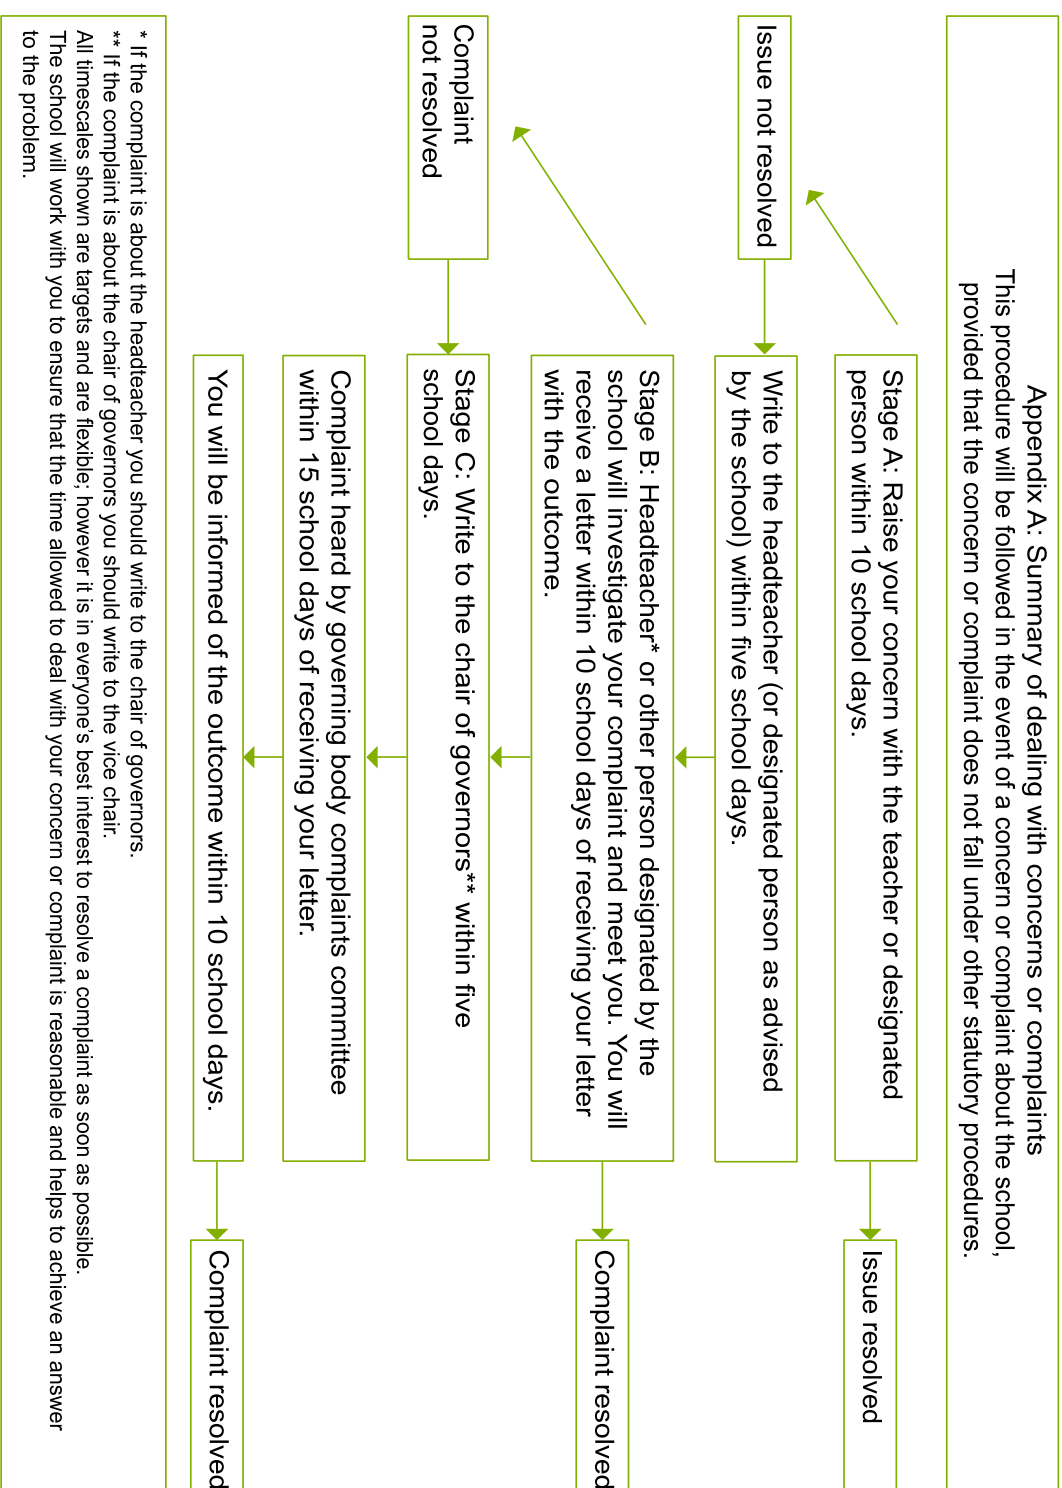 Appendix A: Summary of dealing with concerns or complaints
This procedure will be followed in the event of a concern or complaint about the school,
provided that the concern or complaint does not fall under other statutory procedures.
Stage A: Raise your concern with the teacher or designated
person within 10 school days.
Issue resolved
Issue not resolved
Write to the headteacher (or designated person as advised
by the school) within five school days.
Stage B: Headteacher* or other person designated by the
school will investigate your complaint and meet you. You will
receive a letter within 10 school days of receiving your letter
with the outcome.
Complaint resolved
Complaint
not resolved
Stage C: Write to the chair of governors** within five
school days.
Complaint heard by governing body complaints committee
within 15 school days of receiving your letter.
You will be informed of the outcome within 10 school days.
Complaint resolved
* If the complaint is about the headteacher you should write to the chair of governors.
** If the complaint is about the chair of governors you should write to the vice chair.
All timescales shown are targets and are flexible; however it is in everyone's best interest to resolve a complaint as soon as possible.
The school will work with you to ensure that the time allowed to deal with your concern or complaint is reasonable and helps to achieve an answer
to the problem.